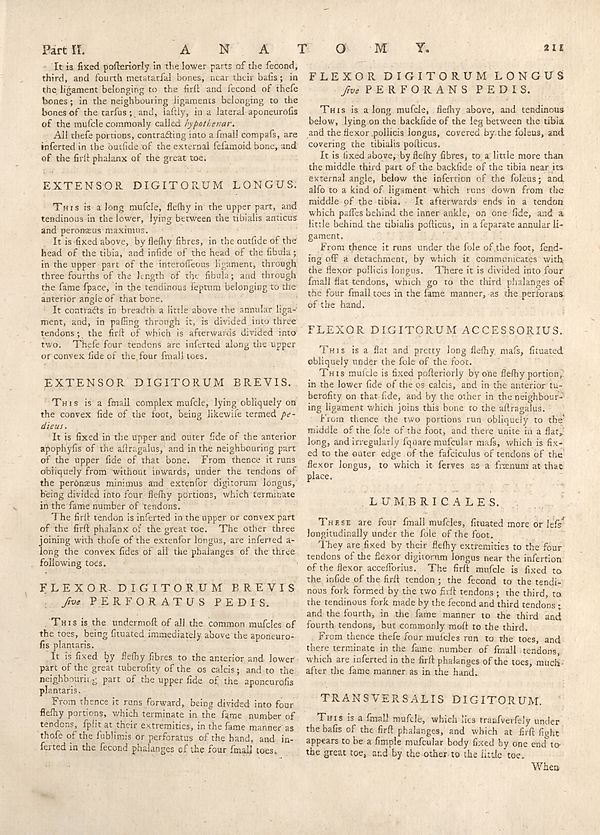 Part II. A N A T O M Y. 211
It is fixed poſteriorly in the lower parts of the ſecond,
third, and fourth metatarſal bones, near their baſis; in
the ligament belonging to the firſt and ſecond of theſe
bones; in the neighbouring ligaments belonging to the
bones of the tarſus; and, laſtly, in a lateral aponeuroſis
of the muſcle commonly called hypothenar.
All theſe portions, contracting into a ſmall compaſs, are
inſerted in the outſide of the external ſeſamoid bone, and
of the firſt phalanx of the great toe.
EXTENSOR DIGITORUM LONGUS.
THIS is a long muſcle, fleſhy in the upper part, and
tendinous in the lower, lying between the tibialis anticus
and peronæus maximus.
It is fixed above, by fleſhy fibres, in the outſide of the
head of the tibia, and inſide of the head of the fibula;
in the upper part of the interoſſeous ligament, through
three fourths of the length of the fibula; and through
the ſame ſpace, in the tendinous ſeptum belonging to the
anterior angle of that bone.
It contracts in breadth a little above the annular liga-
ment, and, in paſſing through it, is divided into three
tendons; the firſt of which is afterwards divided into
two. Theſe four tendons are inſerted along the upper
or convex ſide of the four ſmall toes.
EXTENSOR DIGITORUM BREVIS.
THIS is a ſmall complex muſcle, lying obliquely on
the convex ſide of the foot, being likewiſe termed pe-
dieus.
It is fixed in the upper and outer ſide of the anterior
apophyſis of the aſtragalus, and in the neighbouring part
of the upper ſide of that bone. From thence it runs
obliquely from without inwards, under the tendons of
the peronæus minimus and extenſor digitorum longus,
being divided into four fleſhy portions, which terminate
in the ſame number of tendons.
The firſt tendon is inſerted in the upper or convex part
of the firſt phalanx of the great toe. The other three
joining with thoſe of the extenſor longus, are inſerted a-
long the convex ſides of all the phalanges of the three
following toes.
FLEXOR DIGITORUM BREVIS
ſive PERFORATUS PEDIS.
THIS is the undermoſt of all the common muſcles of
the toes, being ſituated immediately above the aponeuro-
ſis plantaris.
It is fixed by fleſhy fibres to the anterior and lower
part of the great tuberoſity of the os calcis; and to the
neighbouring part of the upper ſide of the aponeuroſis
plantaris.
From thence it runs forward, being divided into four
fleſhy portions, which terminate in the ſame number of
tendons, ſplit at their extremities, in the ſame manner as
thoſe of the ſublimis or perforatus of the hand, and in-
ſerted in the ſecond phalanges of the four ſmall toes.
FLEXOR DIGITORUM LONGUS
ſive PERFORANS PEDIS.
THIS is a long muſcle, fleſhy above, and tendinous
below, lying on the backſide of the leg between the tibia
and the flexor pollicis longus, covered by the ſoleus, and
covering the tibialis poſticus.
It is fixed above, by fleſhy fibres, to a little more than
the middle third part of the backſide of the tibia near its
external angle, below the inſertion of the ſoleus; and
alſo to a kind of ligament which runs down from the
middle of the tibia. It afterwards ends in a tendon
which paſſes behind the inner ankle, on one ſide, and a
little behind the tibialis poſticus, in a ſeparate annular li-
gament.
From thence it runs under the ſole of the foot, ſend-
ing off a detachment, by which it communicates with
the flexor pollicis longus. There it is divided into four
ſmall flat tendons, which go to the third phalanges of
the four ſmall toes in the ſame manner, as the perforans
of the hand.
FLEXOR DIGITORUM ACCESSORIUS.
THIS is a flat and pretty long fleſhy maſs, ſituated
obliquely under the ſole of the foot.
THIS muſcle is fixed poſteriorly by one fleſhy portion,
in the lower ſide of the os calcis, and in the anterior tu-
beroſity on that ſide, and by the other in the neighbour-
ing ligament which joins this bone to the aſtragalus.
From thence the two portions run obliquely to the
middle of the ſole of the foot, and there unite in a flat,
long, and irregularly ſquare muſcular maſs, which is fix-
ed to the outer edge of the faſciculus of tendons of the
flexor longus, to which it ſerves as a frænum at that
place.
LUMBRICALES.
THESE are four ſmall muſcles, ſituated more or leſs
longitudinally under the ſole of the foot.
They are fixed by their fleſhy extremities to the four
tendons of the flexor digitorum longus near the inſertion
of the flexor acceſſorius. The firſt muſcle is fixed to
the inſide of the firſt tendon; the ſecond to the tendi-
nous fork formed by the two firſt tendons; the third, to
the tendinous fork made by the ſecond and third tendons;
and the fourth, in the ſame manner to the third and
fourth tendons, but commonly moſt to the third.
From thence theſe four muſcles run to the toes, and
there terminate in the ſame number of ſmall tendons,
which are inſerted in the firſt phalanges of the toes, much
after the ſame manner as in the hand.
TRANSVERSALIS DIGITORUM.
THIS is a ſmall muſcle, which lies tranſverſely under
the baſis of the firſt phalanges, and which at firſt ſight
appears to be a ſimple muſcular body fixed by one end to
the great toe, and by the other to the little toe.
When